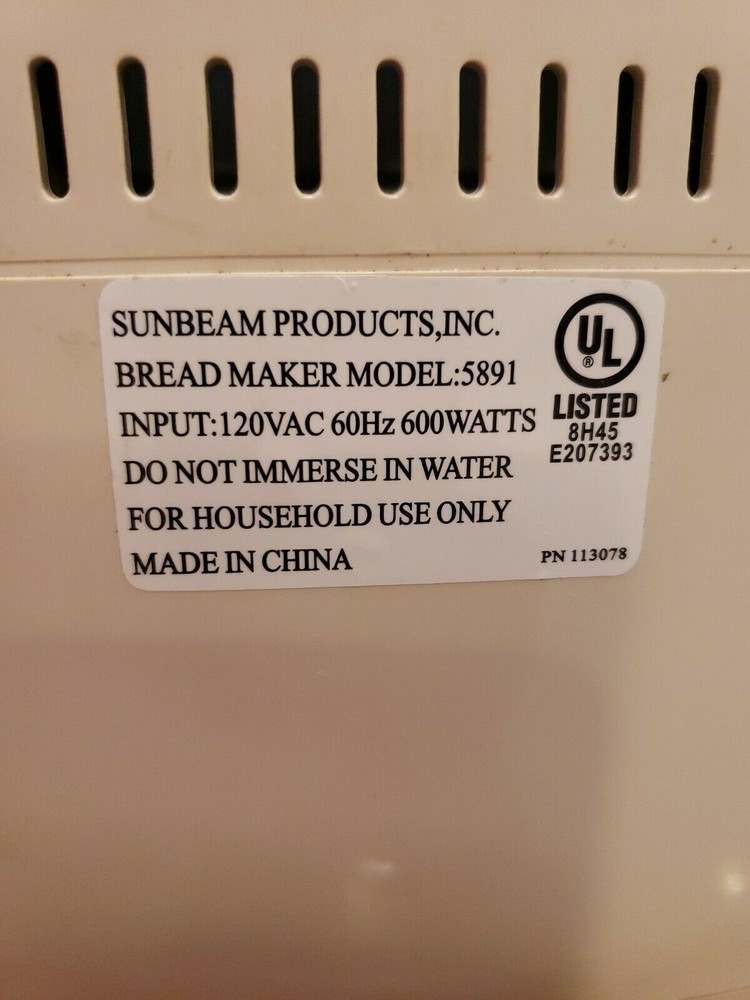 SUNBEAM PRODUCTS,INC.
BREAD MAKER MODEL:5891
INPUT:120VAC 60Hz 600WATTS
DO NOT IMMERSE IN WATER
FOR HOUSEHOLD USE ONLY
MADE IN CHINA
UL
®
LISTED
8H45
E207393
PN 113078